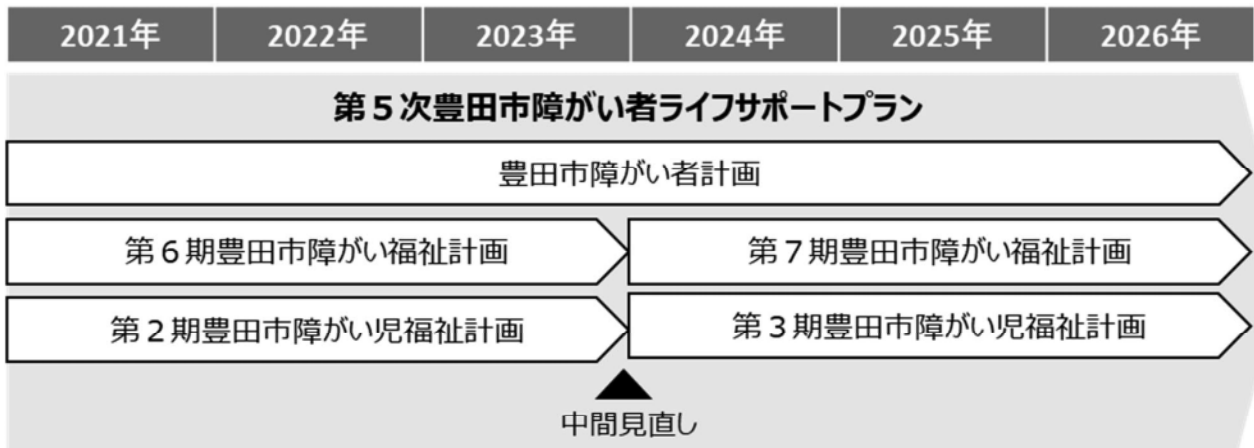 2021年 2022年 2023年 2024年 2025年 2026年
第5次豊田市障がい者ライフサポートプラン
豊田市障がい者計画
第6期豊田市障がい福祉計画 第7期豊田市障がい福祉計画
第2期豊田市障がい児福祉計画 第3期豊田市障がい児福祉計画
中間見直し